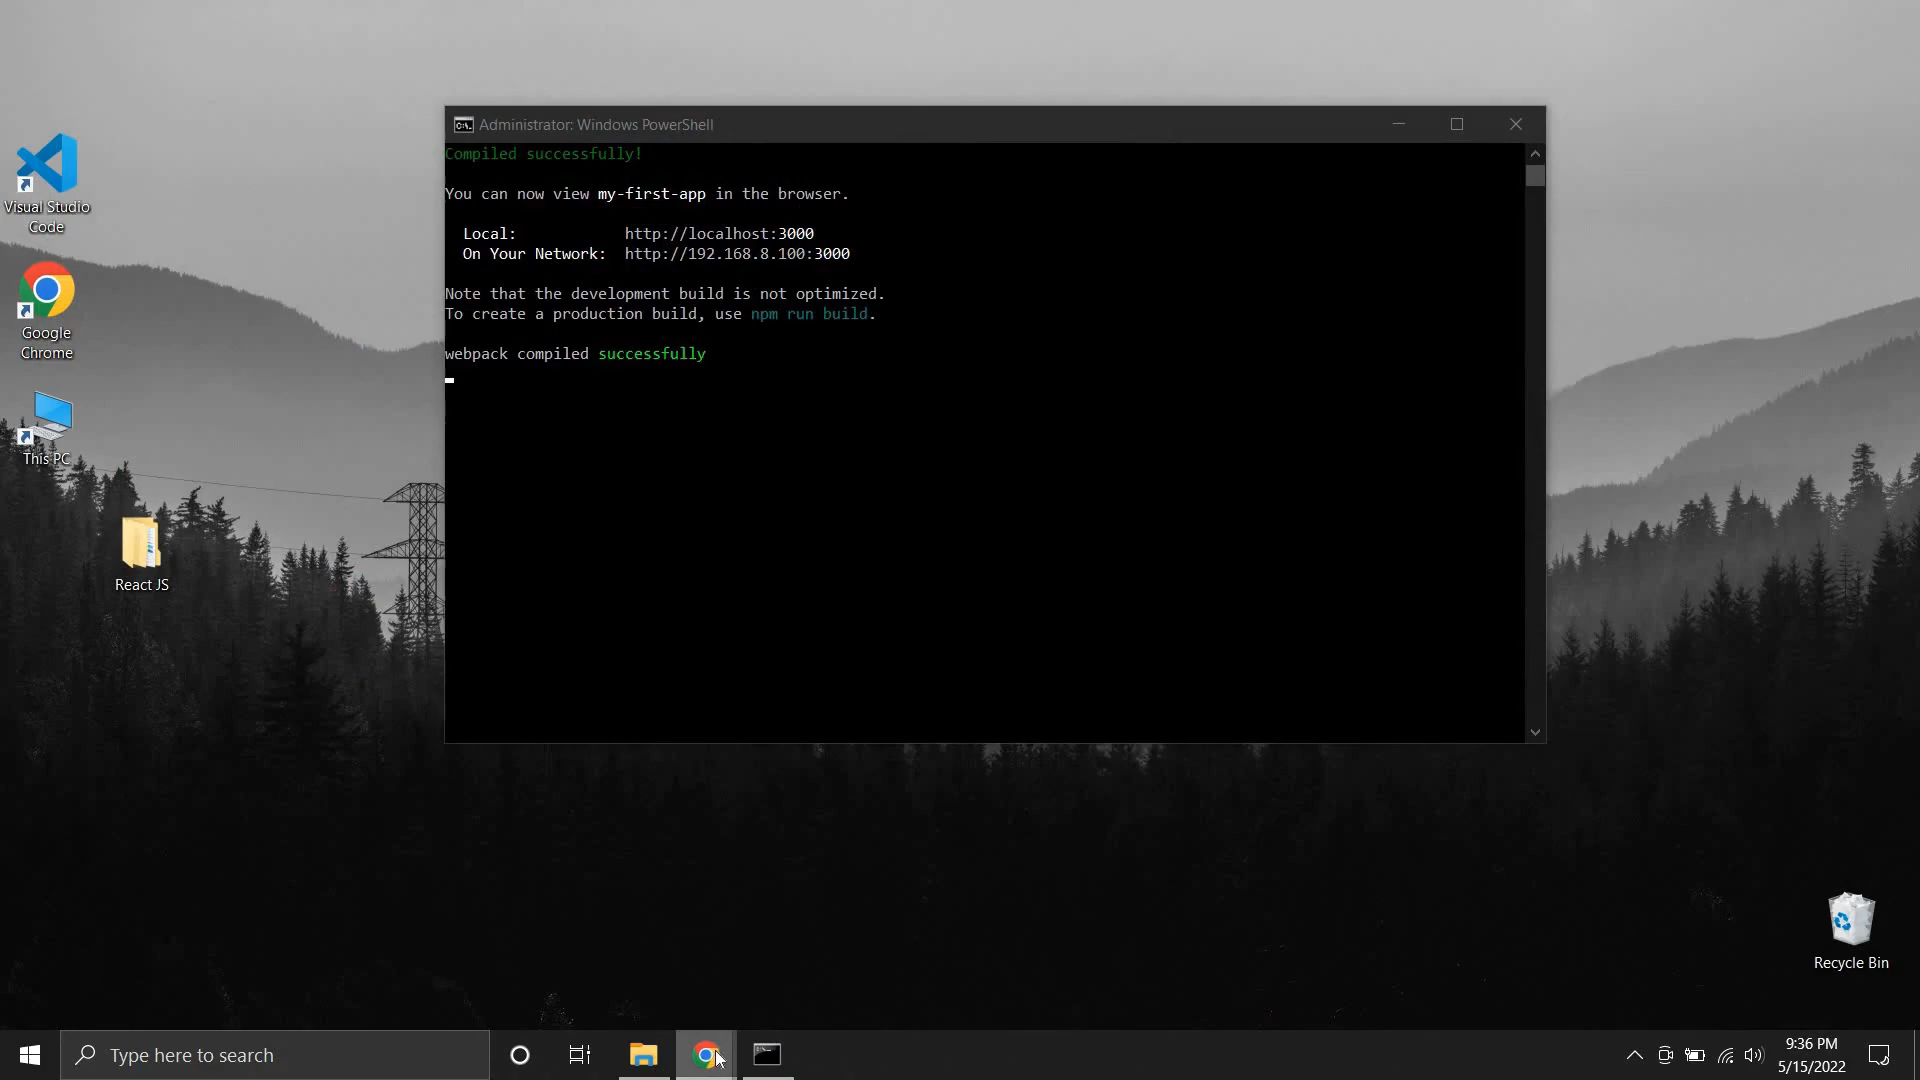 Administrator: Windows PowerShell
Compiled successfully!
You can now view my-first-app in the browser.
Local: http://localhost:3000
On Your Network: http://192.168.8.100:3000
Note that the development build is not optimized.
To create a production build, use npm run build.
webpack compiled successfully
Visual Studio
Code
Google
Chrome
This PC
React JS
Recycle Bin
Type here to search
9:36 PM
5/15/2022